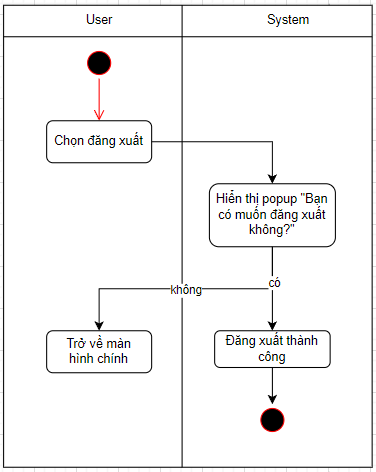 User
System
Chọn đăng xuất
Hiển thị popup "Bạn
có muốn đăng xuất
không?"
có
không
Trở về màn
hình chính
Đăng xuất thành
công